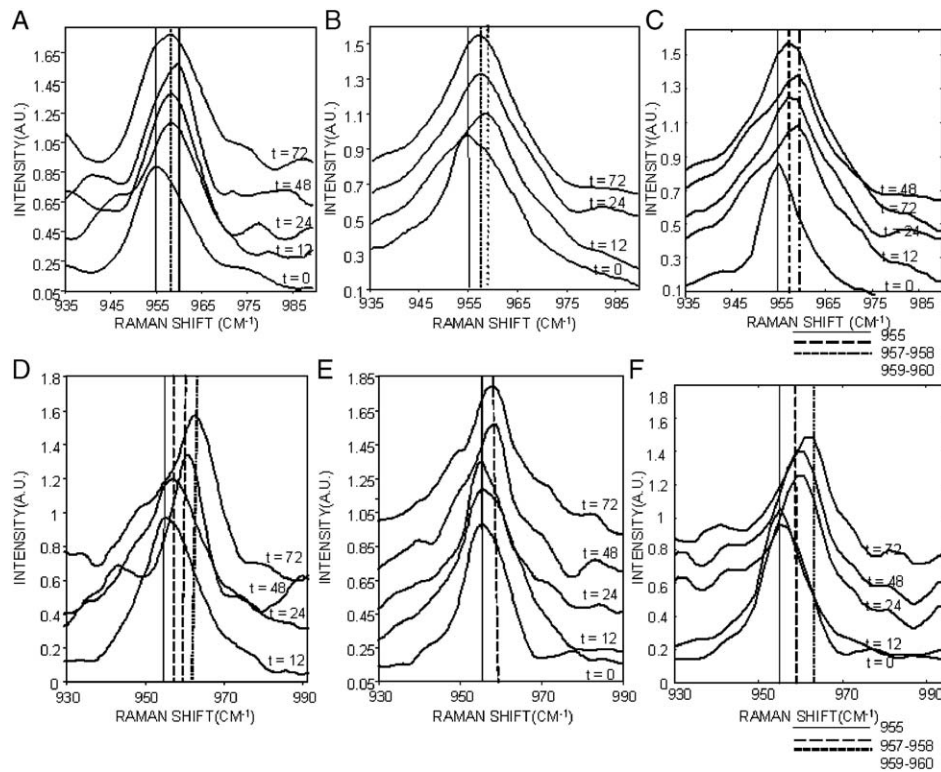 A
INTENSITY(A.U.)
1.65
1.45
1.25
1.05
0.85
0.65
0.45
0.25
0.05
t = 72
t = 48
t = 24
t = 12
t = 0
935 945 955 965 975 985
RAMAN SHIFT (CM-1)
B
INTENSITY(A.U.)
1.5
1.3
1.1
0.9
0.7
0.5
0.3
0.1
t = 72
t = 24
t = 12
t = 0
935 945 955 965 975 985
RAMAN SHIFT (CM-1)
C
INTENSITY(A.U.)
1.5
1.3
1.1
0.9
0.7
0.5
0.3
0.1
t = 48
t = 72
t = 24
t = 12
t = 0
935 945 955 965 975 985
RAMAN SHIFT (CM-1)
955
957-958
959-960
D
INTENSITY(A.U.)
1.8
1.6
1.4
1.2
1
0.8
0.6
0.4
0.2
0
t = 72
t = 48
t = 24
t = 12
930 950 970 990
RAMAN SHIFT(CM-1)
E
INTENSITY(A.U.)
1.85
1.65
1.45
1.25
1.05
0.85
0.65
0.45
0.25
0.05
t = 72
t = 48
t = 24
t = 12
t = 0
930 950 970 990
RAMAN SHIFT(CM-1)
F
INTENSITY(A.U.)
1.8
1.6
1.4
1.2
1
0.8
0.6
0.4
0.2
0
t = 72
t = 48
t = 24
t = 12
t = 0
930 950 970 990
RAMAN SHIFT(CM-1)
955
957-958
959-960